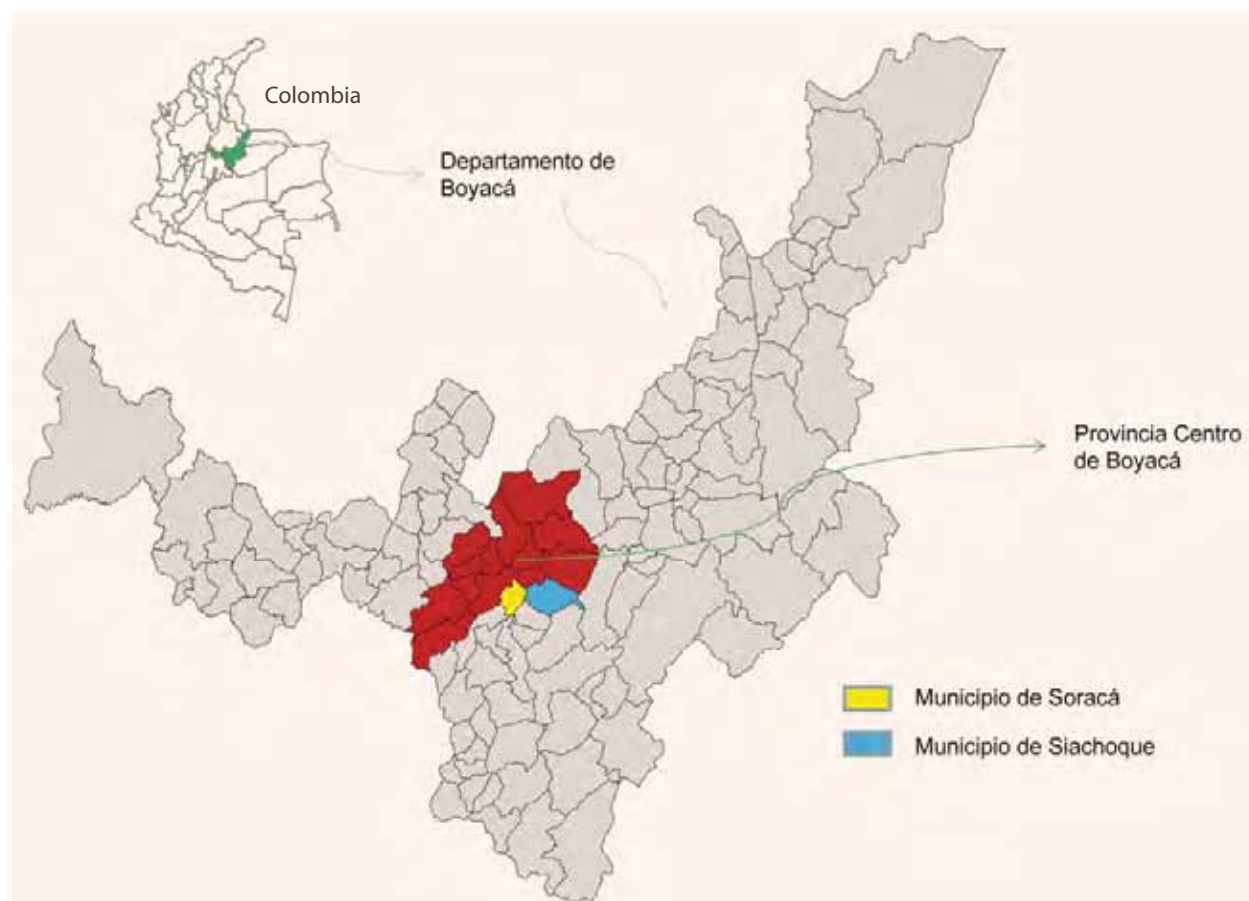 Colombia
Departamento de
Boyacá
Provincia Centro
de Boyacá
Municipio de Soracá
Municipio de Siachoque